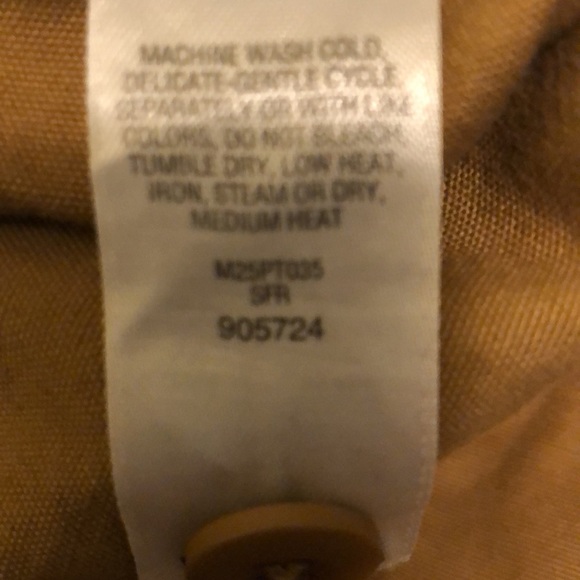 MACHINE WASH COLD,
DELICATE-GENTLE CYCLE,
SEPARATELY OR WITH LIKE
COLORS, DO NOT BLEACH,
TUMBLE DRY, LOW HEAT,
IRON, STEAM OR DRY,
MEDIUM HEAT
M25PT035
SFR
905724